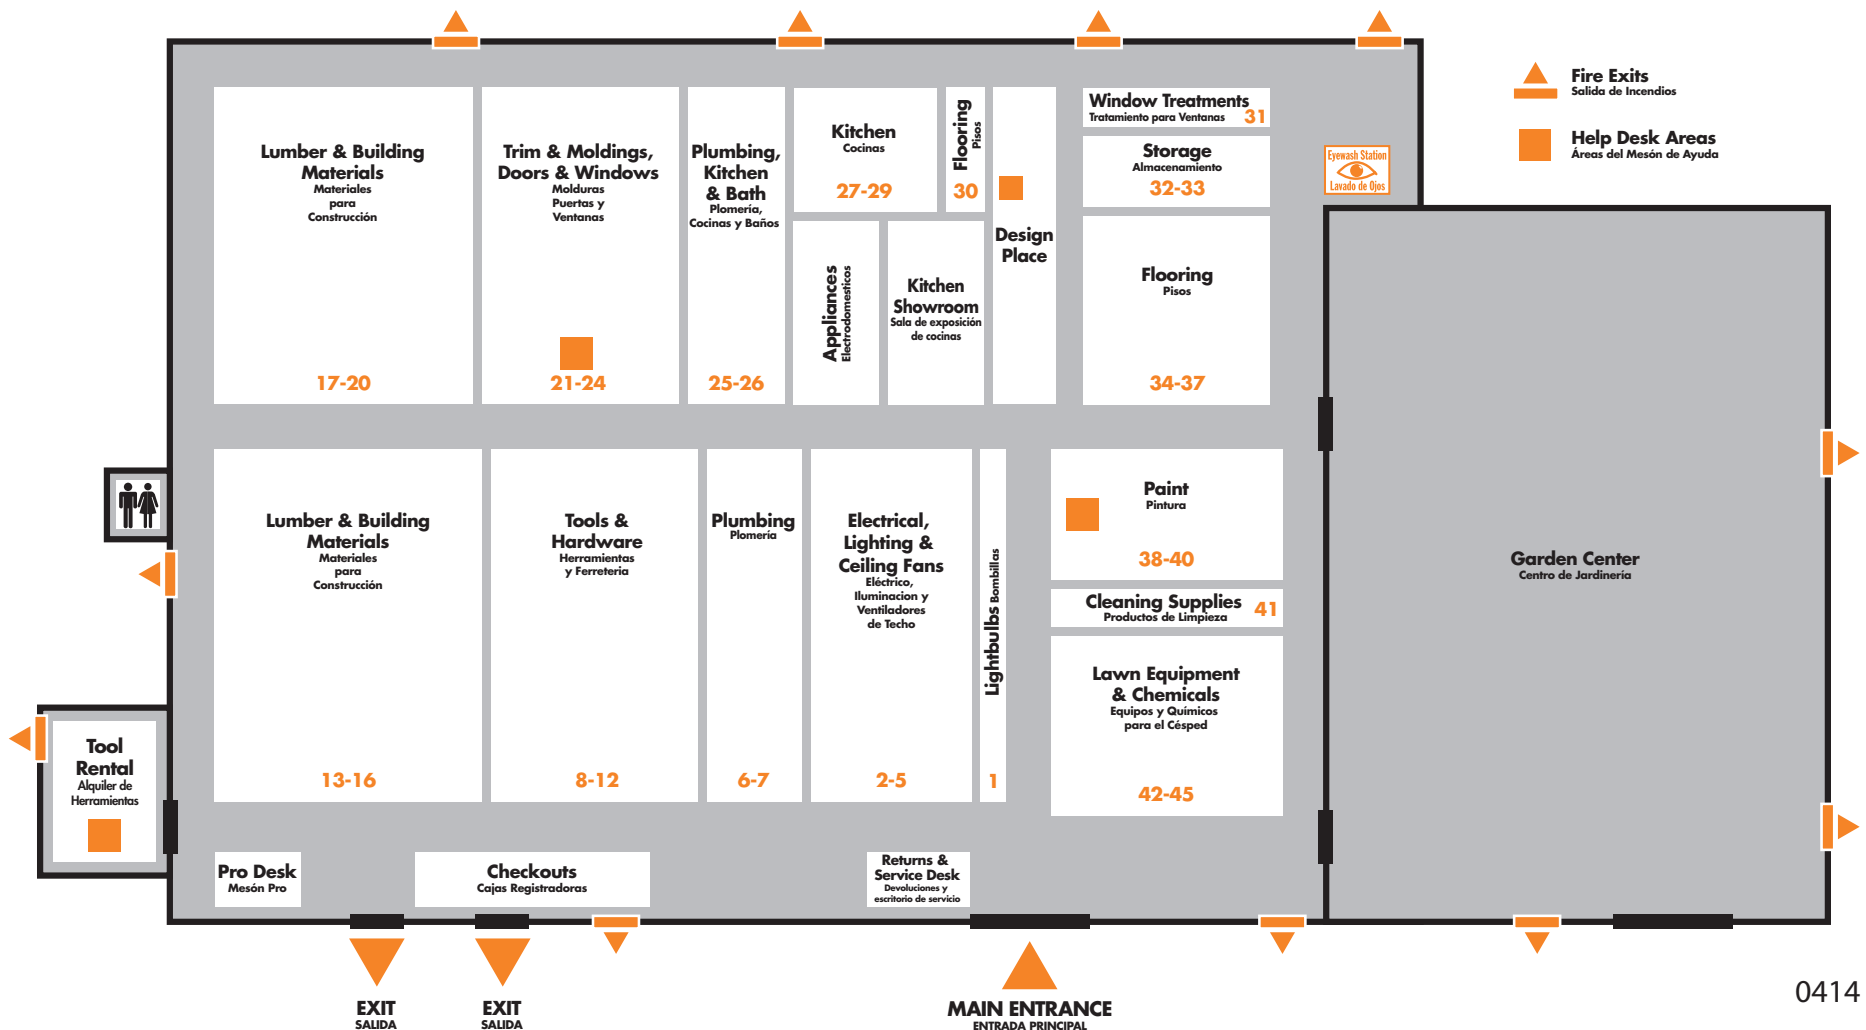 Fire Exits
Salida de Incendios
Help Desk Areas
Áreas del Mesón de Ayuda
Lumber & Building
Materials
Materiales
para
Construcción
17-20
Trim & Moldings,
Doors & Windows
Molduras
Puertas y
Ventanas
21-24
Plumbing,
Kitchen
& Bath
Plomería,
Cocinas y Baños
25-26
Kitchen
Cocinas
27-29
Flooring
Pisos
30
Appliances
Electrodomesticos
Kitchen
Showroom
Sala de exposición
de cocinas
Design
Place
Window Treatments
Tratamiento para Ventanas
31
Storage
Almacenamiento
32-33
Flooring
Pisos
34-37
Eyewash Station
Lavado de Ojos
Lumber & Building
Materials
Materiales
para
Construcción
13-16
Tools &
Hardware
Herramientas
y Ferreteria
8-12
Plumbing
Plomería
6-7
Electrical,
Lighting &
Ceiling Fans
Eléctrico,
Iluminacion y
Ventiladores
de Techo
2-5
Lightbulbs Bombillas
1
Paint
Pintura
38-40
Cleaning Supplies
Productos de Limpieza
41
Lawn Equipment
& Chemicals
Equipos y Químicos
para el Césped
42-45
Garden Center
Centro de Jardinería
Tool
Rental
Alquiler de
Herramientas
Pro Desk
Mesón Pro
Checkouts
Cajas Registradoras
Returns &
Service Desk
Devoluciones y
escritorio de servicio
EXIT
SALIDA
EXIT
SALIDA
MAIN ENTRANCE
ENTRADA PRINCIPAL
0414